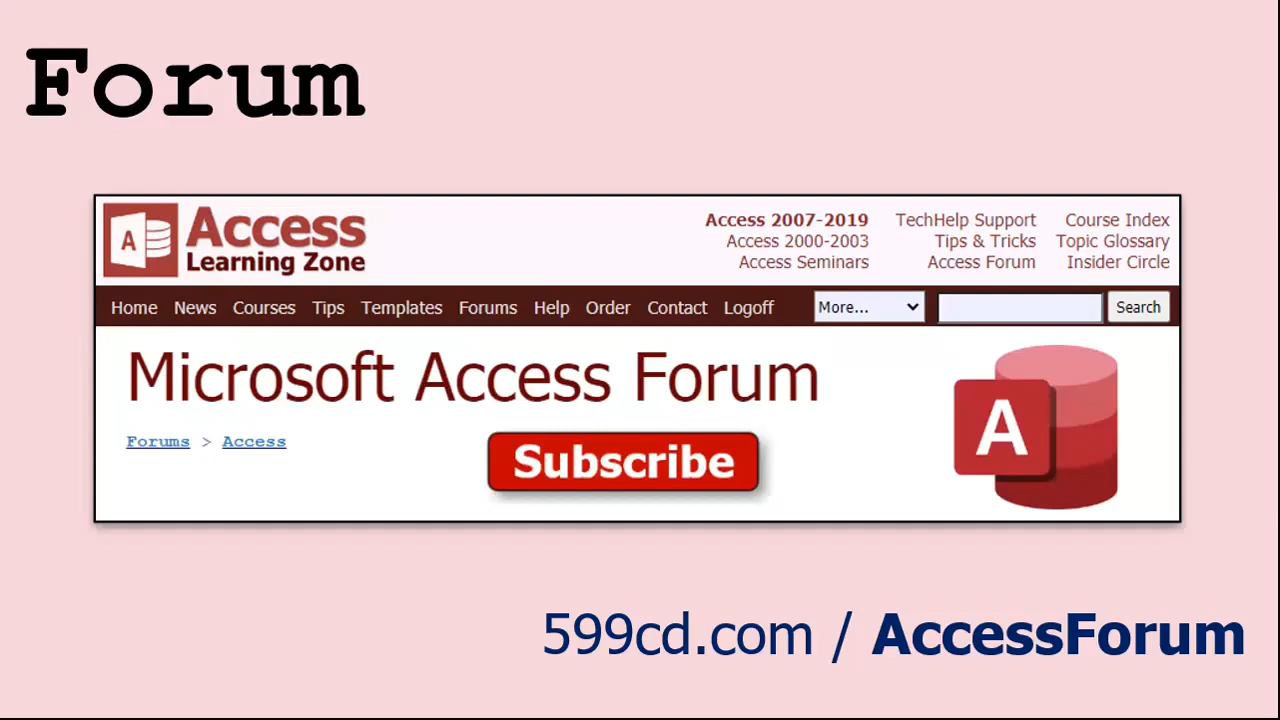 Forum
A
Access
Learning Zone
Access 2007-2019 TechHelp Support Course Index
Access 2000-2003 Tips & Tricks Topic Glossary
Access Seminars Access Forum Insider Circle
Home News Courses Tips Templates Forums Help Order Contact Logoff More... Search
Microsoft Access Forum
A
Forums > Access
Subscribe
599cd.com / AccessForum